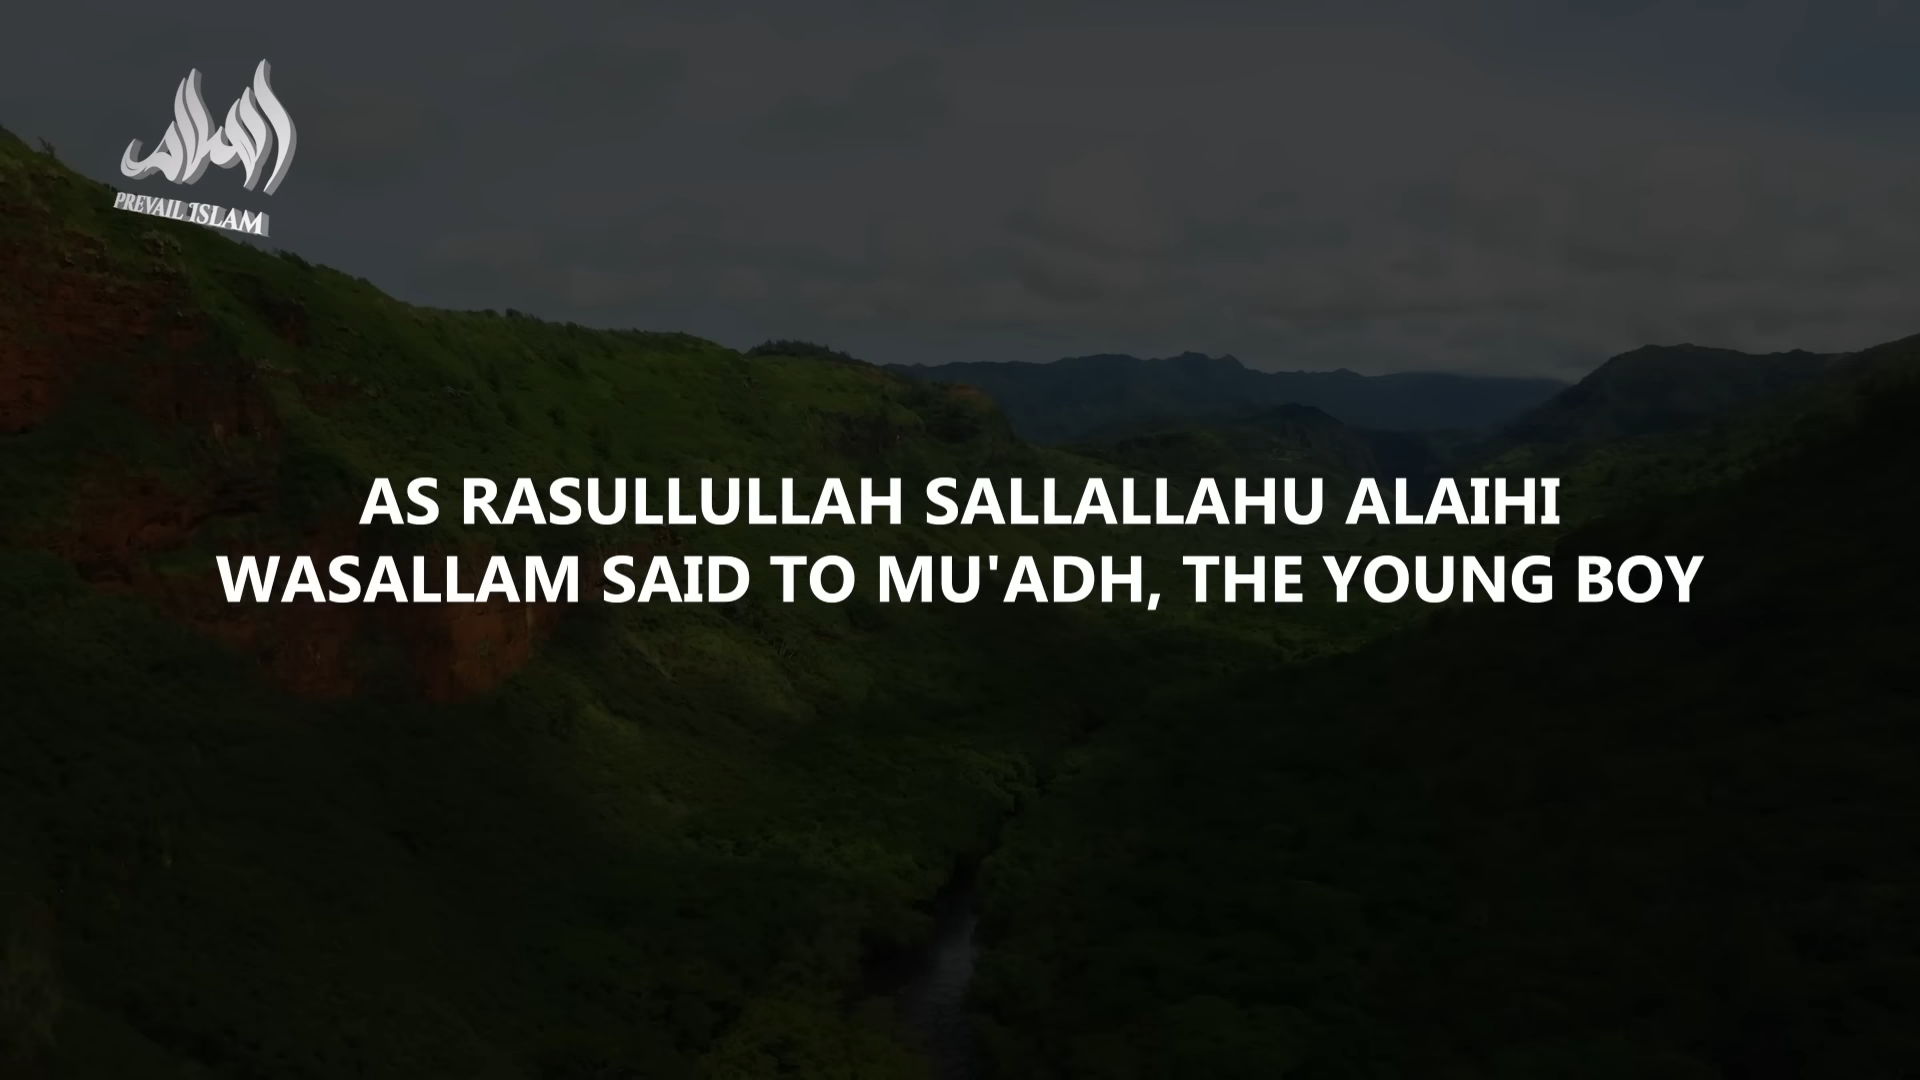 PREVAIL ISLAM
AS RASULLULLAH SALLALLAHU ALAIHI
WASALLAM SAID TO MU'ADH, THE YOUNG BOY